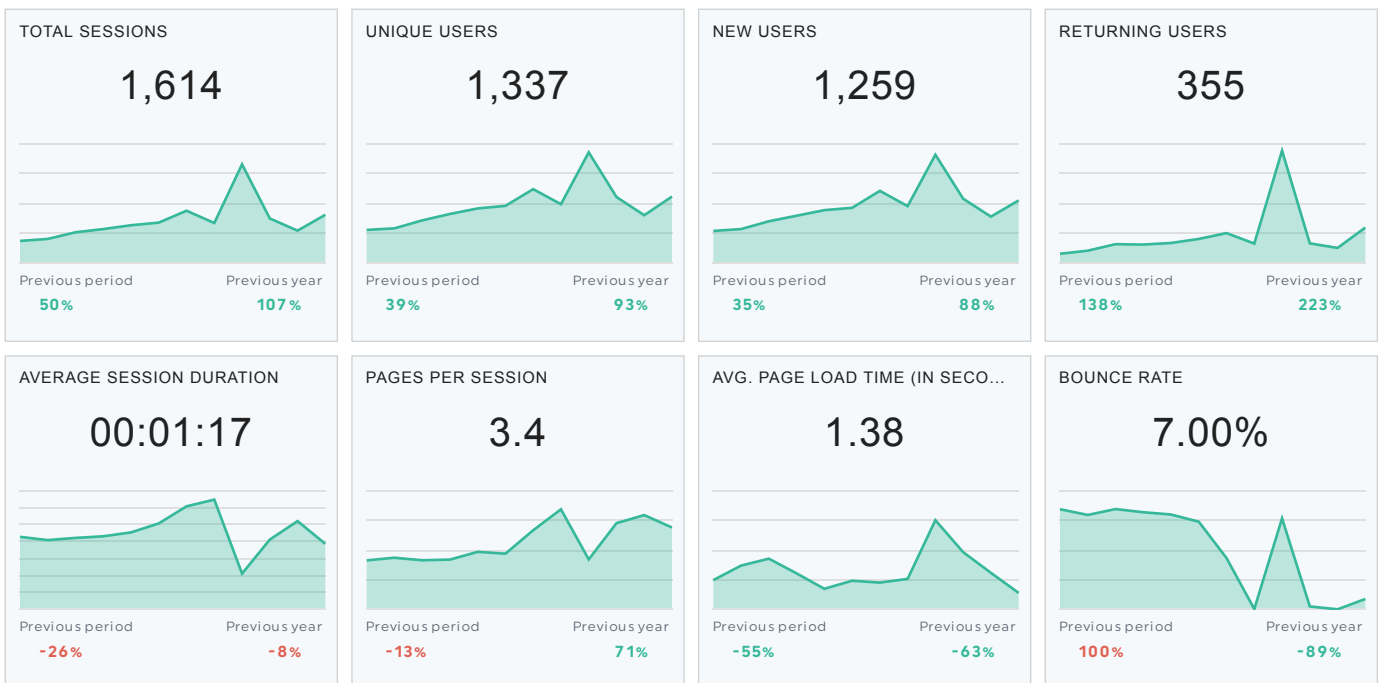 TOTAL SESSIONS
1,614
Previous period Previous year
50% 107%
UNIQUE USERS
1,337
Previous period Previous year
39% 93%
NEW USERS
1,259
Previous period Previous year
35% 88%
RETURNING USERS
355
Previous period Previous year
138% 223%
AVERAGE SESSION DURATION
00:01:17
Previous period Previous year
-26% -8%
PAGES PER SESSION
3.4
Previous period Previous year
-13% 71%
AVG. PAGE LOAD TIME (IN SECO...
1.38
Previous period Previous year
-55% -63%
BOUNCE RATE
7.00%
Previous period Previous year
100% -89%